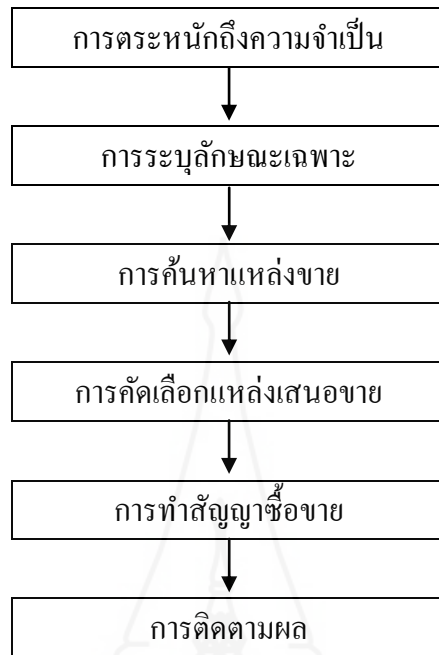 การตระหนักถึงความจำเป็น
การระบุลักษณะเฉพาะ
การค้นหาแหล่งขาย
การคัดเลือกแหล่งเสนอขาย
การทำสัญญาซื้อขาย
การติดตามผล